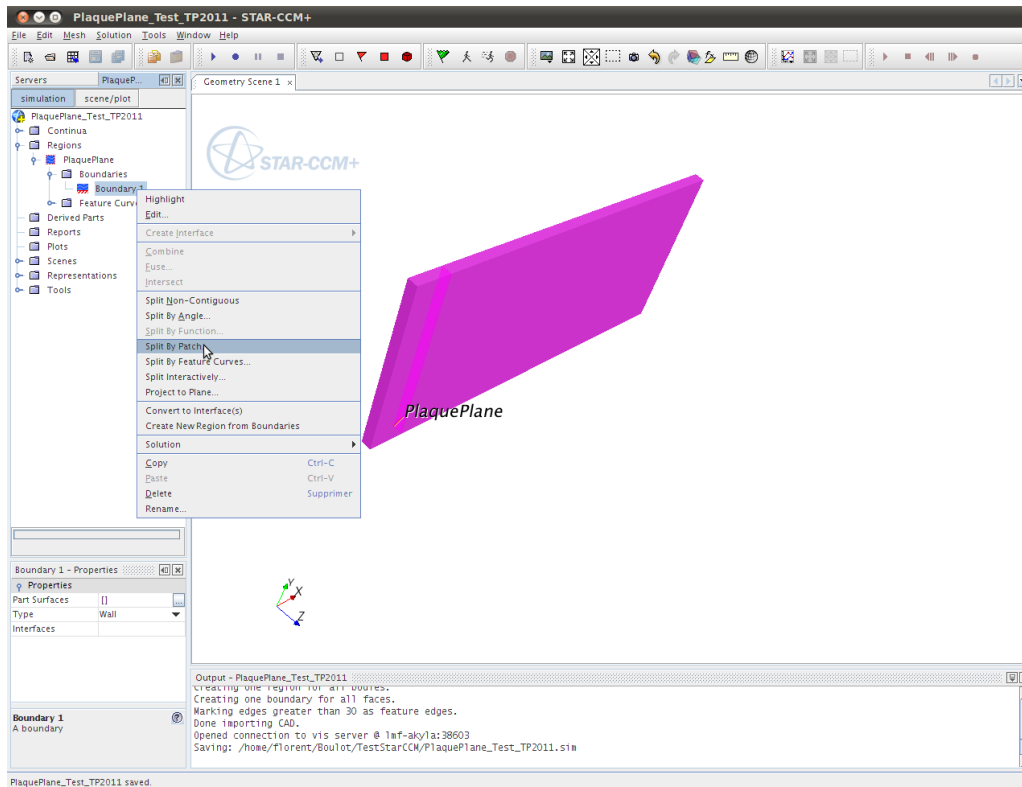 PlaquePlane_Test_TP2011 - STAR-CCM+
File Edit Mesh Solution Tools Window Help
Servers PlaqueP...
Geometry Scene 1
simulation scene/plot
PlaquePlane_Test_TP2011
Continua
Regions
PlaquePlane
Boundaries
Boundary 1
Feature Curv
Derived Parts
Reports
Plots
Scenes
Representations
Tools
STAR-CCM+
Highlight
Edit...
Create Interface
Combine
Fuse...
Intersect
Split Non-Contiguous
Split By Angle...
Split By Function...
Split By Patch
Split By Feature Curves...
Split Interactively...
Project to Plane...
Convert to Interface(s)
Create New Region from Boundaries
Solution
Copy Ctrl-C
Paste Ctrl-V
Delete Supprimer
Rename...
PlaquePlane
Y
X
Z
Boundary 1 - Properties
Properties
Part Surfaces []
Type Wall
Interfaces
Boundary 1
A boundary
Output - PlaquePlane_Test_TP2011
Creating one region for all bodies.
Creating one boundary for all faces.
Marking edges greater than 30 as feature edges.
Done importing CAD.
Opened connection to vis server @ lmf-akyla:38603
Saving: /home/florent/Boulot/TestStarCCM/PlaquePlane_Test_TP2011.sim
PlaquePlane_Test_TP2011 saved.